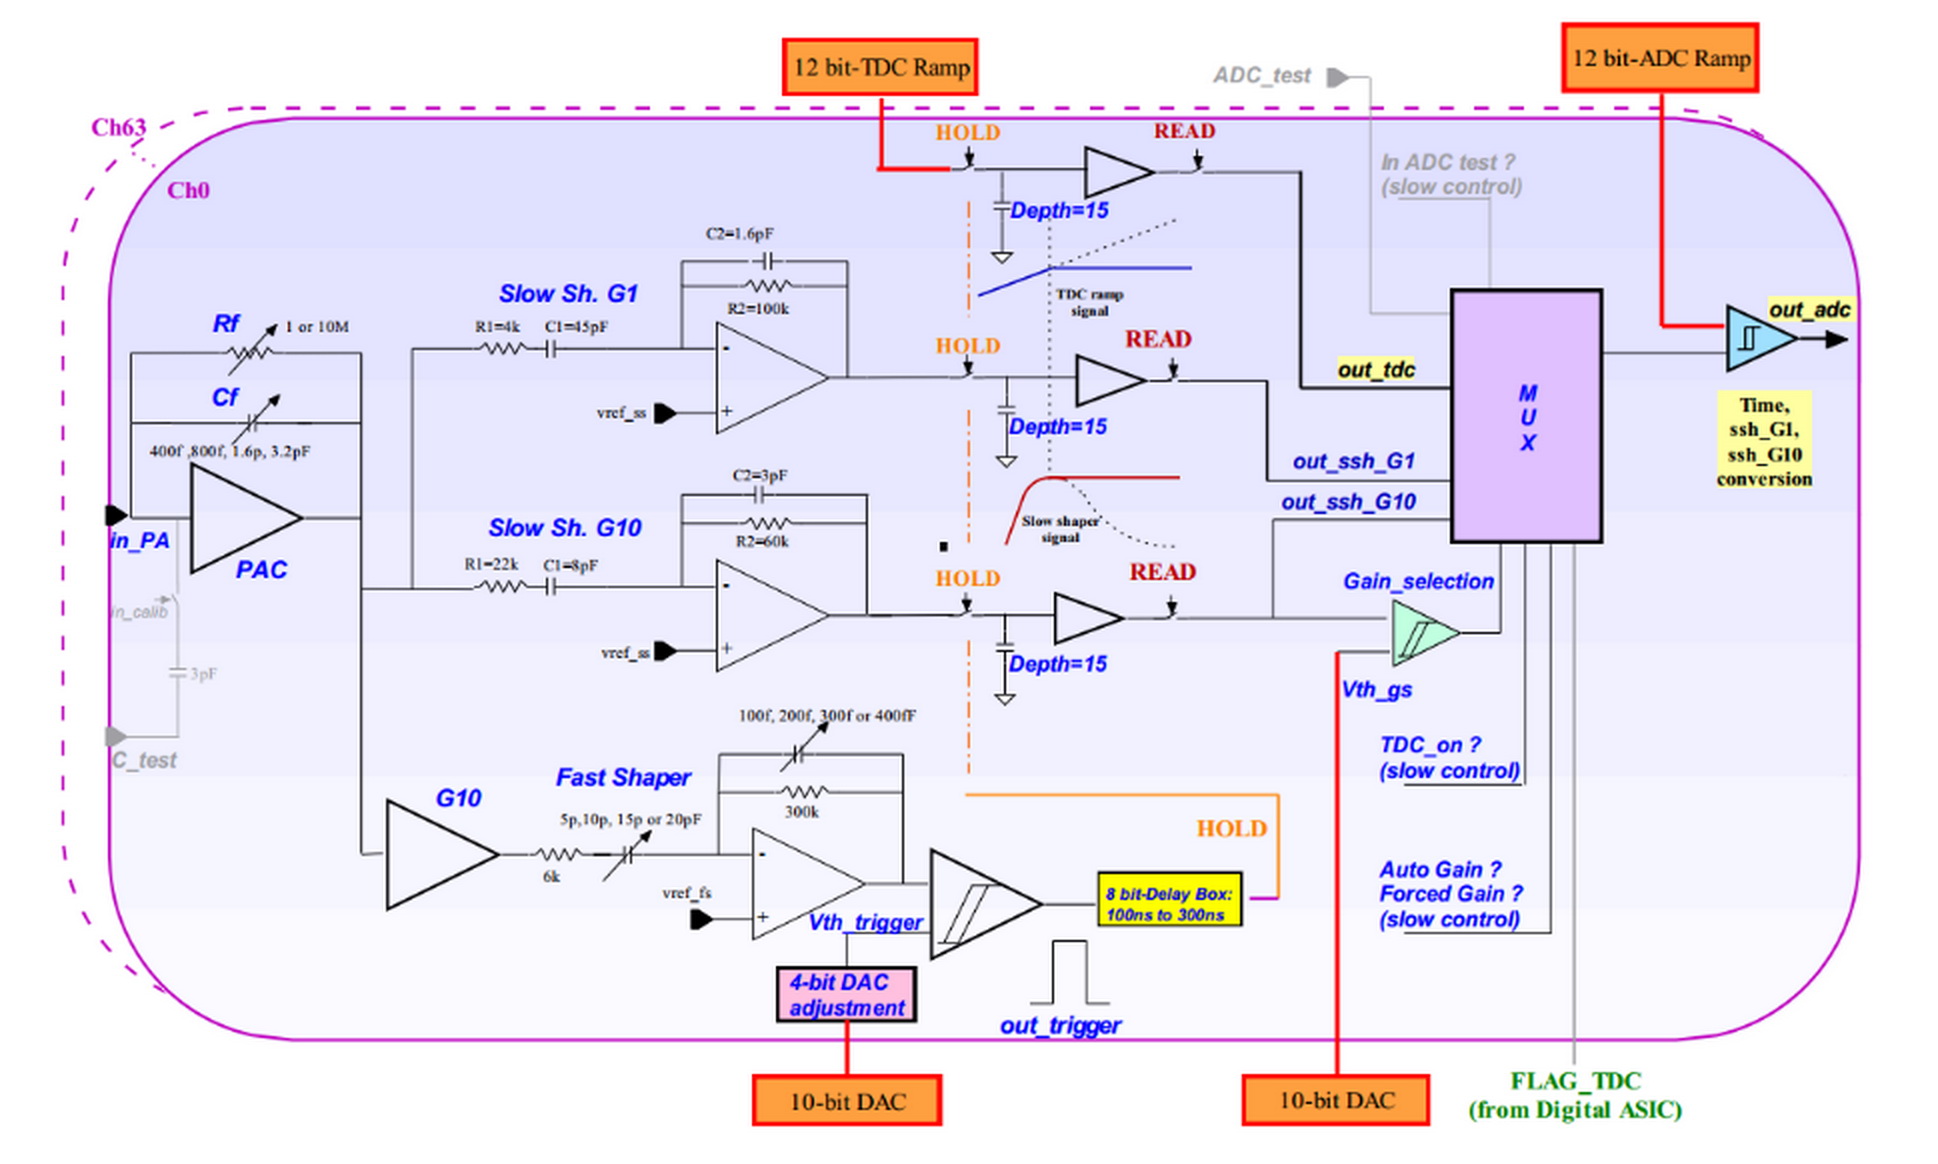 12 bit-TDC Ramp
12 bit-ADC Ramp
ADC_test
Ch63
Ch0
HOLD
READ
In ADC test ?
(slow control)
Depth=15
C2=1.6pF
R2=100k
Slow Sh. G1
R1=4k
C1=45pF
TDC ramp
signal
Rf
1 or 10M
Cf
400f ,800f, 1.6p, 3.2pF
HOLD
READ
vref_ss
Depth=15
out_tdc
M
U
X
out_adc
Time,
ssh_G1,
ssh_G10
conversion
out_ssh_G1
out_ssh_G10
C2=3pF
R2=60k
Slow Sh. G10
R1=22k
C1=8pF
Slow shaper
signal
in_PA
PAC
in_calib
3pF
C_test
HOLD
READ
vref_ss
Depth=15
Gain_selection
Vth_gs
TDC_on ?
(slow control)
100f, 200f, 300f or 400fF
300k
Fast Shaper
G10
5p,10p, 15p or 20pF
6k
vref_fs
Vth_trigger
HOLD
8 bit-Delay Box:
100ns to 300ns
Auto Gain ?
Forced Gain ?
(slow control)
4-bit DAC
adjustment
out_trigger
10-bit DAC
10-bit DAC
FLAG_TDC
(from Digital ASIC)